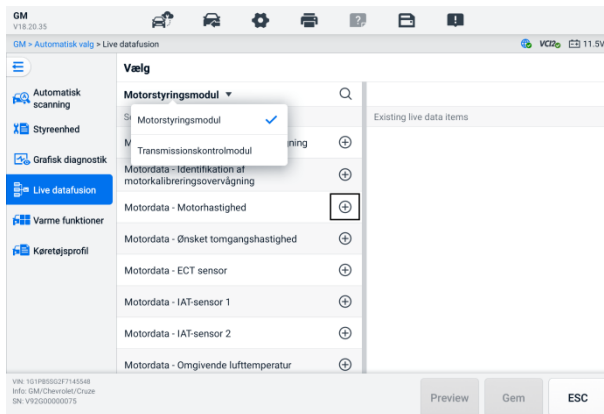 GM
V18.20.35
GM > Automatisk valg > Live datafusion
VCI 11.5V
Vælg
Automatisk
scanning
Styreenhed
Grafisk diagnostik
Live datafusion
Varme funktioner
Køretøjsprofil
Motorstyringsmodul
Existing live data items
Motorstyringsmodul
Transmissionskontrolmodul
M ning
Motordata - Identifikation af
motorkalibreringsovervågning
Motordata - Motorhastighed
Motordata - Ønsket tomgangshastighed
Motordata - ECT sensor
Motordata - IAT-sensor 1
Motordata - IAT-sensor 2
Motordata - Omgivende lufttemperatur
VIN: 1G1PB5SG2F7145548
Info: GM/Chevrolet/Cruze
SN: V92G00000075
Preview Gem ESC